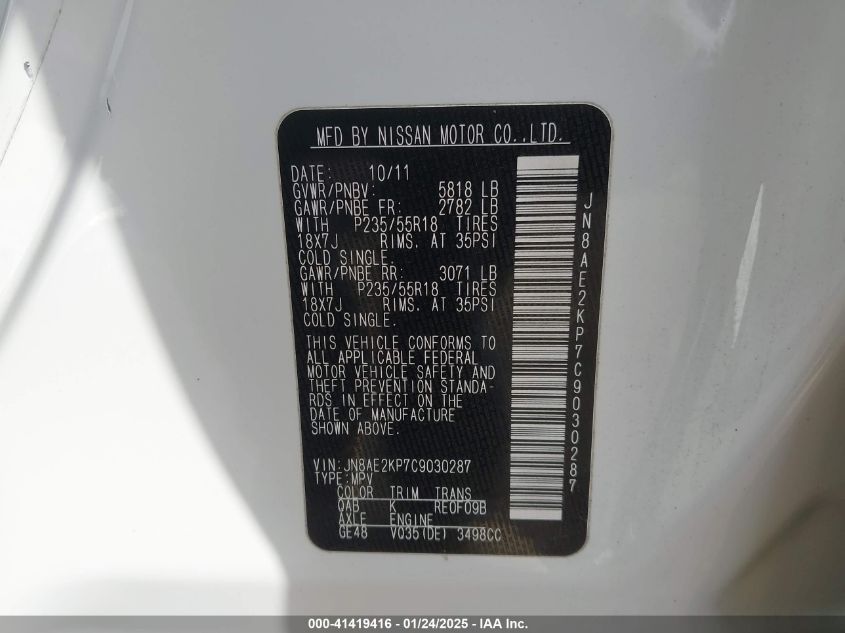 MFD BY NISSAN MOTOR CO.,LTD.
DATE: 10/11
GVWR/PNBV: 5818 LB
GAWR/PNBE FR: 2782 LB
WITH P235/55R18 TIRES
18X7J RIMS. AT 35PSI
COLD SINGLE.
GAWR/PNBE RR: 3071 LB
WITH P235/55R18 TIRES
18X7J RIMS. AT 35PSI
COLD SINGLE.
THIS VEHICLE CONFORMS TO
ALL APPLICABLE FEDERAL
MOTOR VEHICLE SAFETY AND
THEFT PREVENTION STANDA-
RDS IN EFFECT ON THE
DATE OF MANUFACTURE
SHOWN ABOVE.
VIN:JN8AE2KP7C9030287
TYPE:MPV
COLOR TRIM TRANS
QAB K RE0F09B
AXLE ENGINE
GE48 VQ35(DE) 3498CC
JN8AE2KP7C9030287
000-41419416 - 01/24/2025 - IAA Inc.